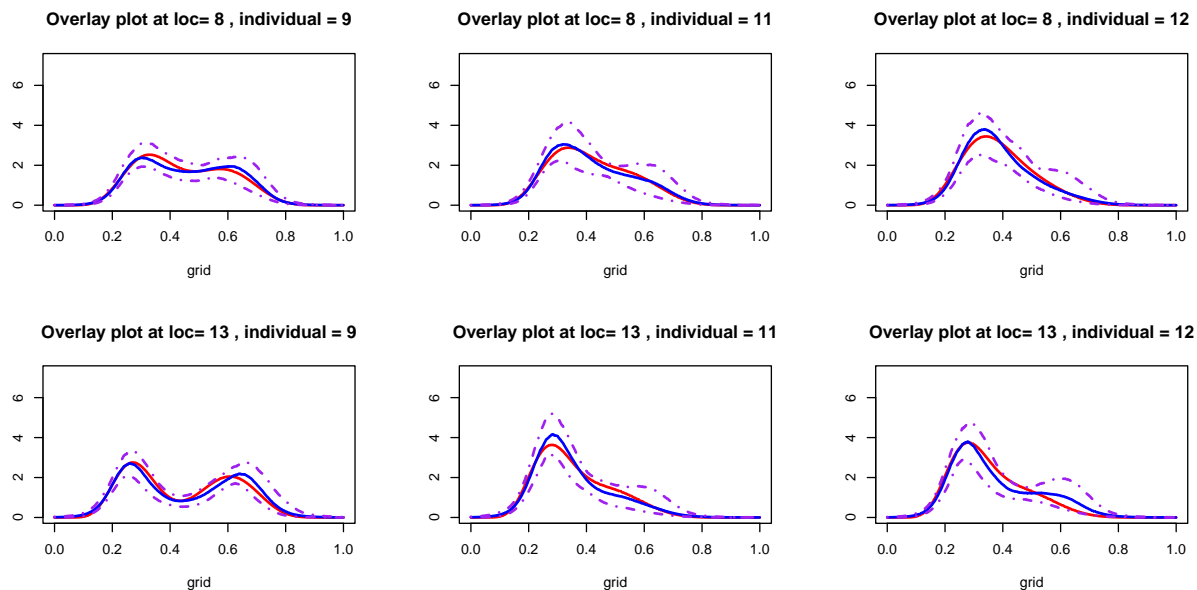 Overlay plot at loc= 8 , individual = 9
Overlay plot at loc= 8 , individual = 11
Overlay plot at loc= 8 , individual = 12
6
4
2
0
0.0 0.2 0.4 0.6 0.8 1.0
grid
6
4
2
0
0.0 0.2 0.4 0.6 0.8 1.0
grid
6
4
2
0
0.0 0.2 0.4 0.6 0.8 1.0
grid
Overlay plot at loc= 13 , individual = 9
Overlay plot at loc= 13 , individual = 11
Overlay plot at loc= 13 , individual = 12
6
4
2
0
0.0 0.2 0.4 0.6 0.8 1.0
grid
6
4
2
0
0.0 0.2 0.4 0.6 0.8 1.0
grid
6
4
2
0
0.0 0.2 0.4 0.6 0.8 1.0
grid